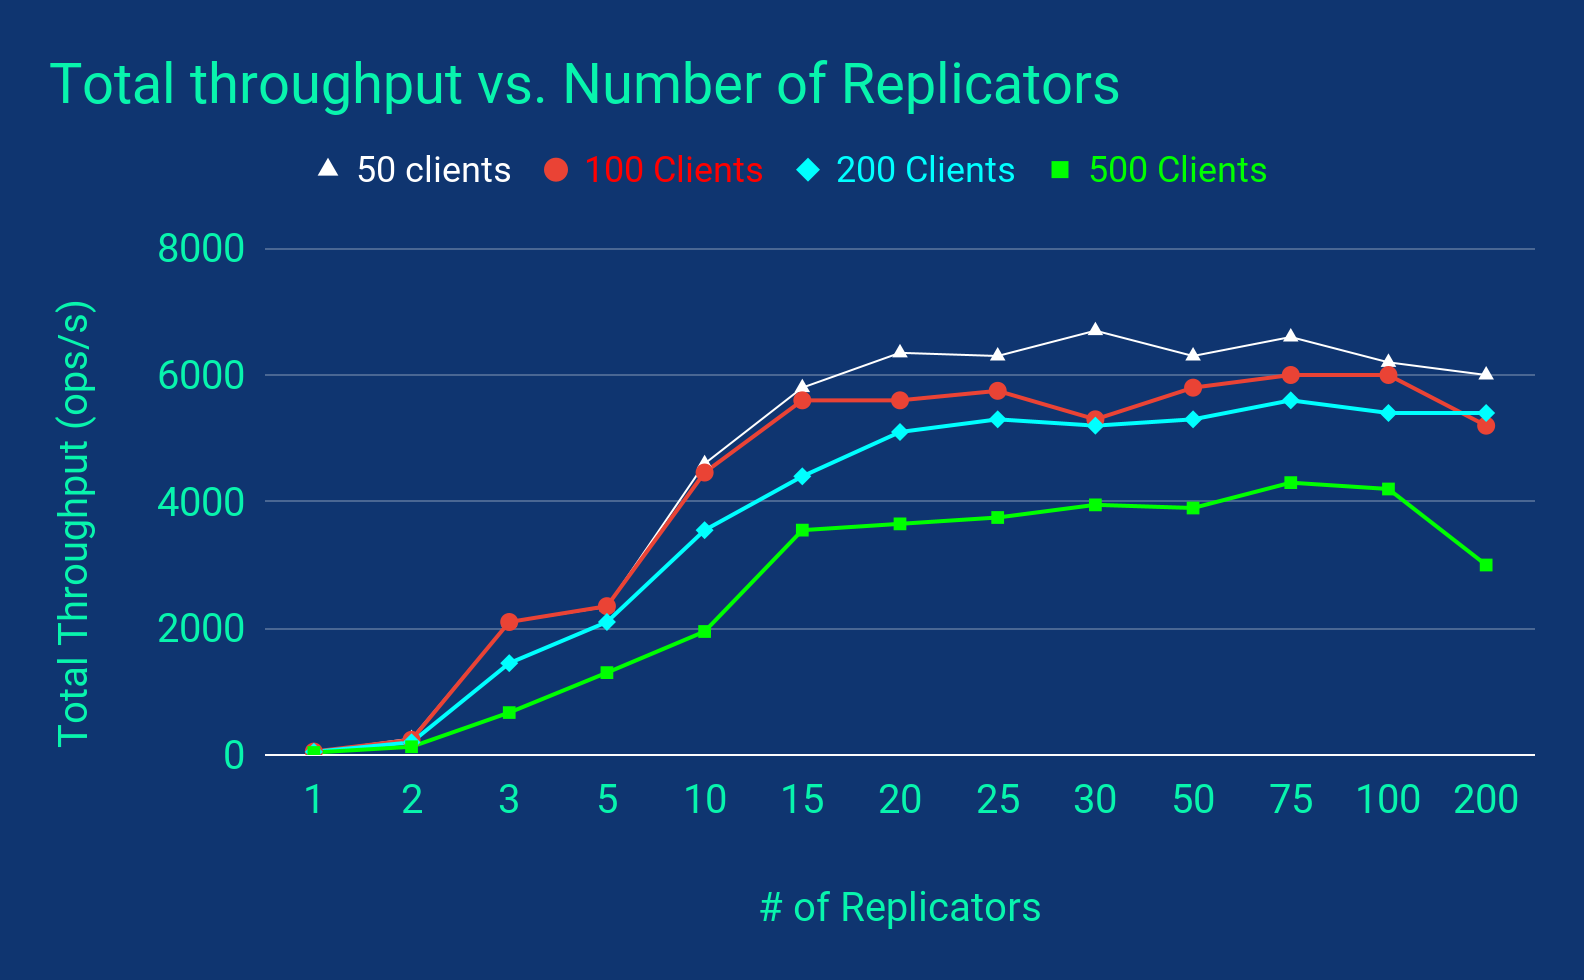 Total throughput vs. Number of Replicators
50 clients 100 Clients 200 Clients 500 Clients
8000
6000
4000
2000
0
Total Throughput (ops/s)
1 2 3 5 10 15 20 25 30 50 75 100 200
# of Replicators